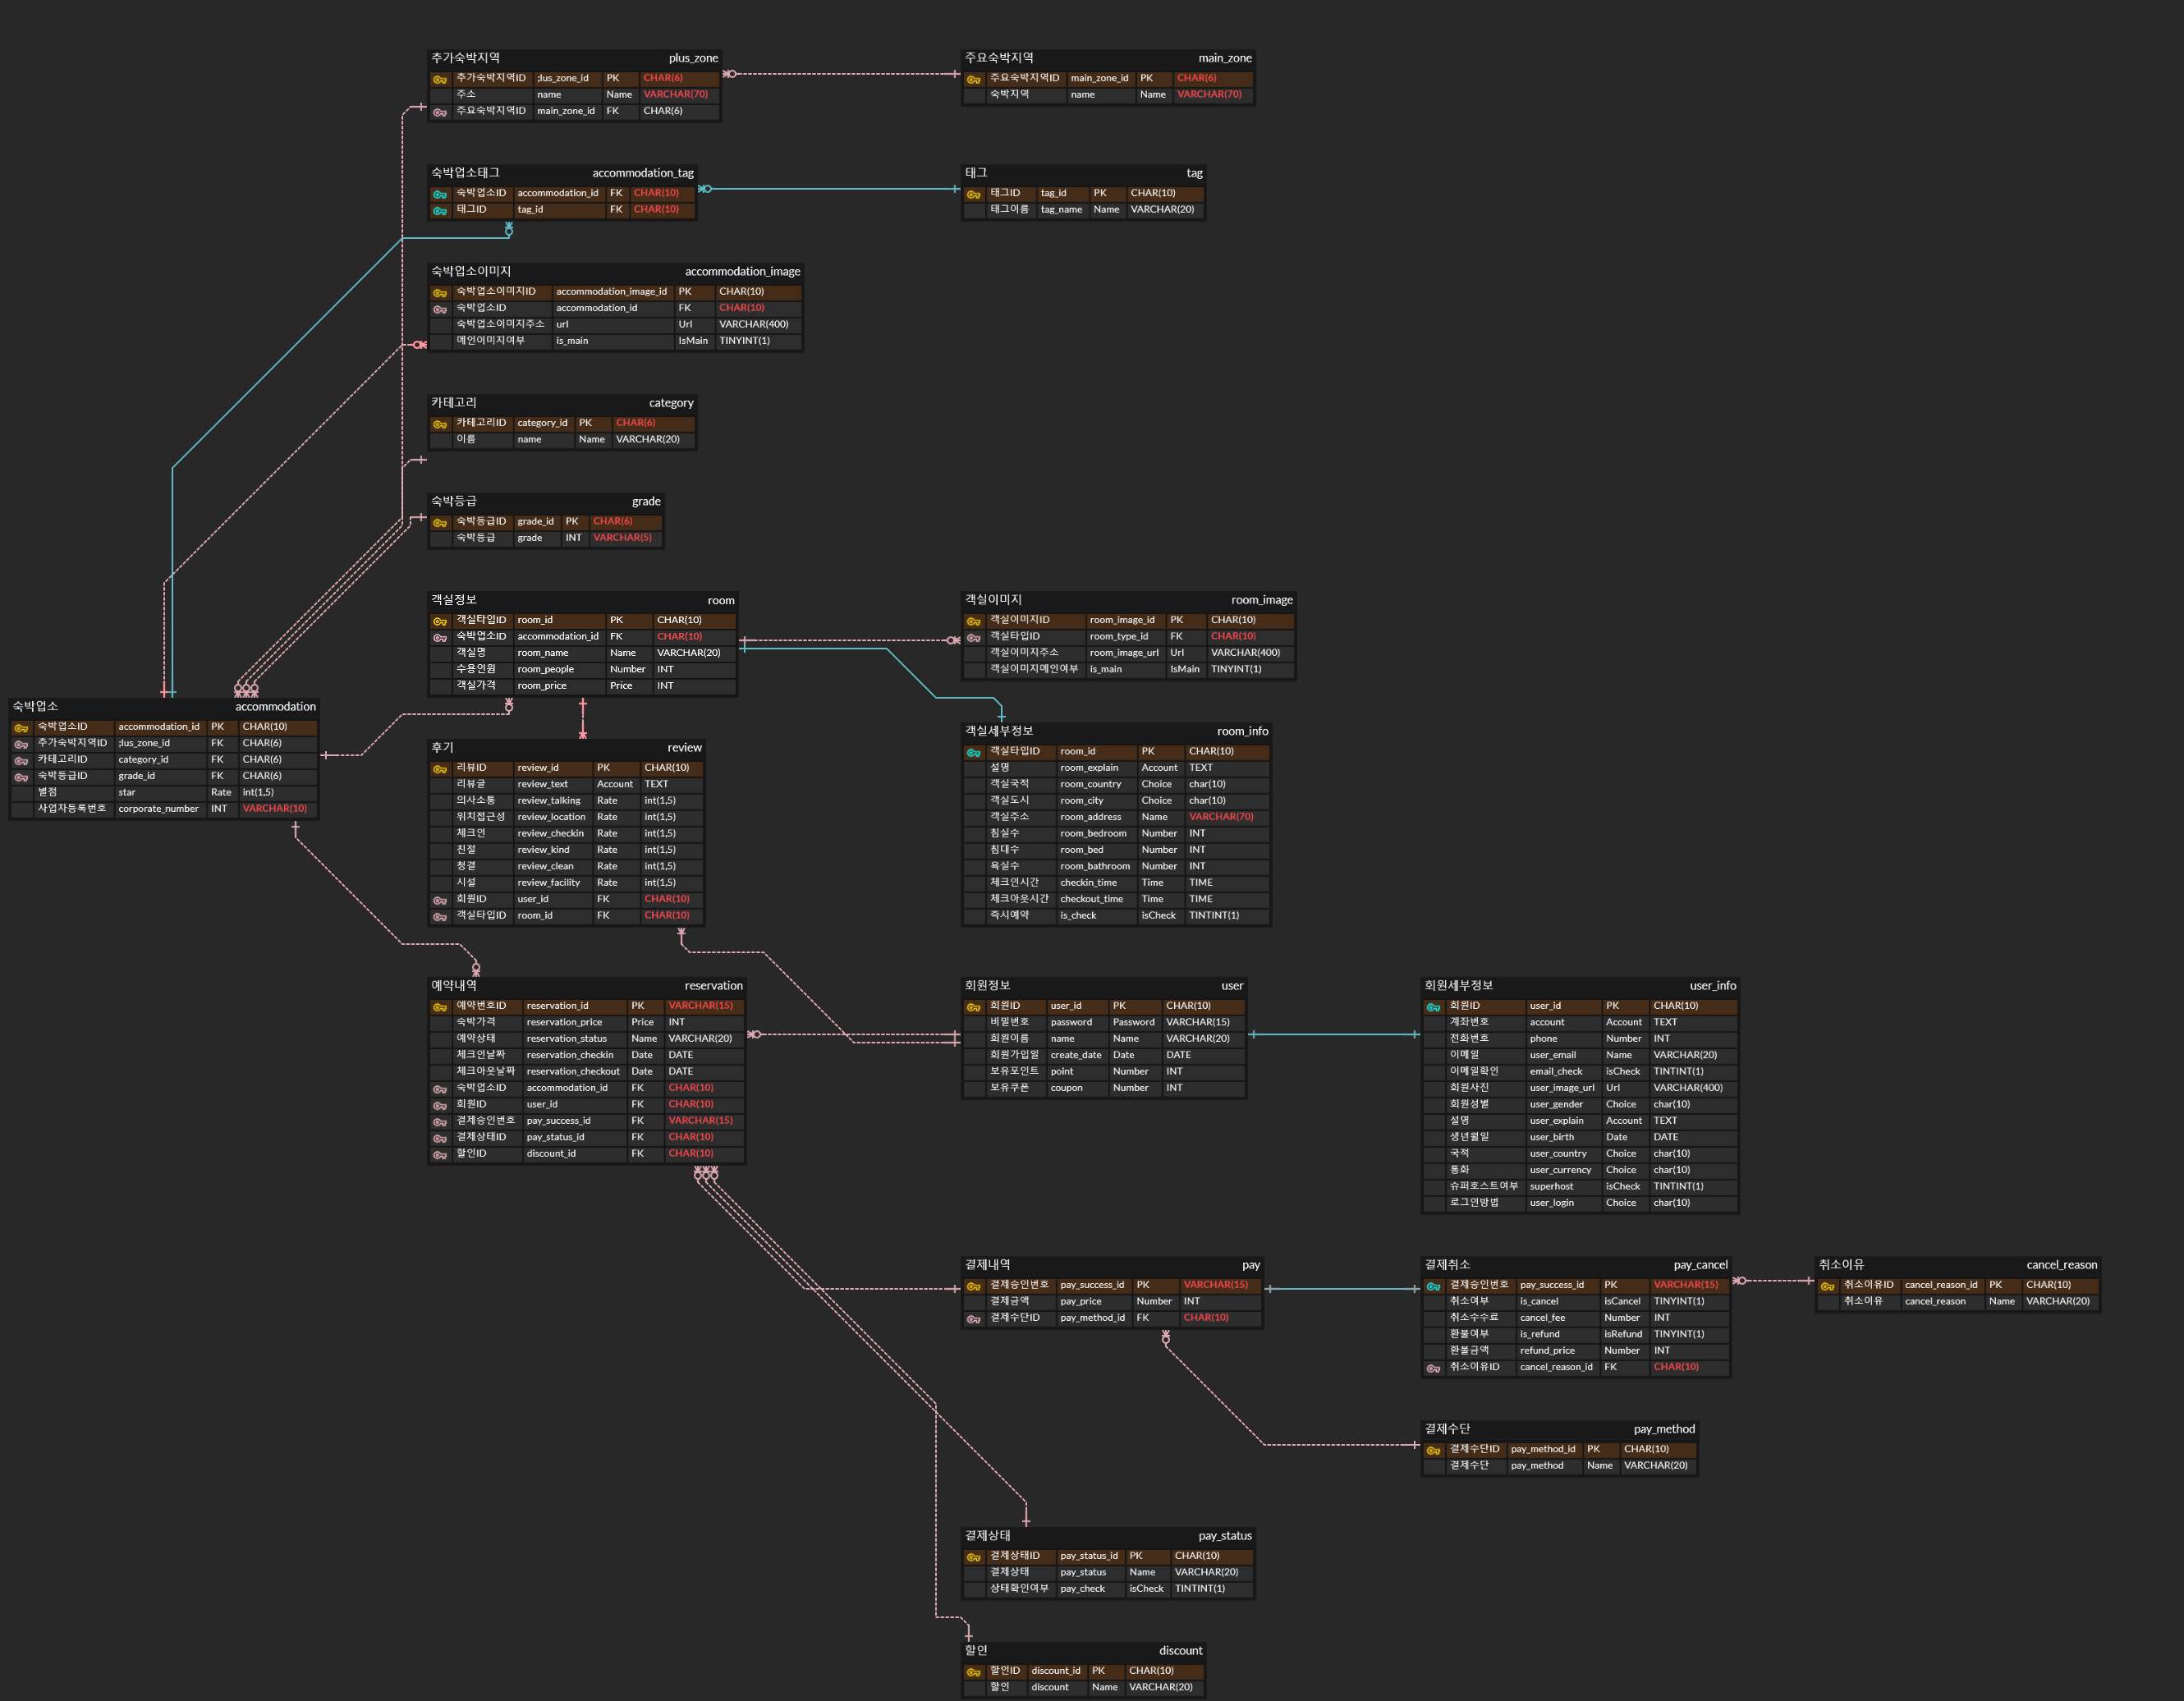 추가숙박지역 plus_zone
추가숙박지역ID ;lus_zone_id PK CHAR(6)
주소 name Name VARCHAR(70)
주요숙박지역ID main_zone_id FK CHAR(6)
주요숙박지역 main_zone
주요숙박지역ID main_zone_id PK CHAR(6)
숙박지역 name Name VARCHAR(70)
숙박업소태그 accommodation_tag
숙박업소ID accommodation_id FK CHAR(10)
태그ID tag_id FK CHAR(10)
태그 tag
태그ID tag_id PK CHAR(10)
태그이름 tag_name Name VARCHAR(20)
숙박업소이미지 accommodation_image
숙박업소이미지ID accommodation_image_id PK CHAR(10)
숙박업소ID accommodation_id FK CHAR(10)
숙박업소이미지주소 url Url VARCHAR(400)
메인이미지여부 is_main IsMain TINYINT(1)
카테고리 category
카테고리ID category_id PK CHAR(6)
이름 name Name VARCHAR(20)
숙박등급 grade
숙박등급ID grade_id PK CHAR(6)
숙박등급 grade INT VARCHAR(5)
객실정보 room
객실타입ID room_id PK CHAR(10)
숙박업소ID accommodation_id FK CHAR(10)
객실명 room_name Name VARCHAR(20)
수용인원 room_people Number INT
객실가격 room_price Price INT
객실이미지 room_image
객실이미지ID room_image_id PK CHAR(10)
객실타입ID room_type_id FK CHAR(10)
객실이미지주소 room_image_url Url VARCHAR(400)
객실이미지메인여부 is_main IsMain TINYINT(1)
숙박업소 accommodation
숙박업소ID accommodation_id PK CHAR(10)
추가숙박지역ID ;lus_zone_id FK CHAR(6)
카테고리ID category_id FK CHAR(6)
숙박등급ID grade_id FK CHAR(6)
별점 star Rate int(1,5)
사업자등록번호 corporate_number INT VARCHAR(10)
후기 review
리뷰ID review_id PK CHAR(10)
리뷰글 review_text Account TEXT
의사소통 review_talking Rate int(1,5)
위치접근성 review_location Rate int(1,5)
체크인 review_checkin Rate int(1,5)
친절 review_kind Rate int(1,5)
청결 review_clean Rate int(1,5)
시설 review_facility Rate int(1,5)
회원ID user_id FK CHAR(10)
객실타입ID room_id FK CHAR(10)
객실세부정보 room_info
객실타입ID room_id PK CHAR(10)
설명 room_explain Account TEXT
객실국적 room_country Choice char(10)
객실도시 room_city Choice char(10)
객실주소 room_address Name VARCHAR(70)
침실수 room_bedroom Number INT
침대수 room_bed Number INT
욕실수 room_bathroom Number INT
체크인시간 checkin_time Time TIME
체크아웃시간 checkout_time Time TIME
즉시예약 is_check isCheck TINTINT(1)
예약내역 reservation
예약번호ID reservation_id PK VARCHAR(15)
숙박가격 reservation_price Price INT
예약상태 reservation_status Name VARCHAR(20)
체크인날짜 reservation_checkin Date DATE
체크아웃날짜 reservation_checkout Date DATE
숙박업소ID accommodation_id FK CHAR(10)
회원ID user_id FK CHAR(10)
결제승인번호 pay_success_id FK VARCHAR(15)
결제상태ID pay_status_id FK CHAR(10)
할인ID discount_id FK CHAR(10)
회원정보 user
회원ID user_id PK CHAR(10)
비밀번호 password Password VARCHAR(15)
회원이름 name Name VARCHAR(20)
회원가입일 create_date Date DATE
보유포인트 point Number INT
보유쿠폰 coupon Number INT
회원세부정보 user_info
회원ID user_id PK CHAR(10)
계좌번호 account Account TEXT
전화번호 phone Number INT
이메일 user_email Name VARCHAR(20)
이메일확인 email_check isCheck TINTINT(1)
회원사진 user_image_url Url VARCHAR(400)
회원성별 user_gender Choice char(10)
설명 user_explain Account TEXT
생년월일 user_birth Date DATE
국적 user_country Choice char(10)
통화 user_currency Choice char(10)
슈퍼호스트여부 superhost isCheck TINTINT(1)
로그인방법 user_login Choice char(10)
결제내역 pay
결제승인번호 pay_success_id PK VARCHAR(15)
결제금액 pay_price Number INT
결제수단ID pay_method_id FK CHAR(10)
결제취소 pay_cancel
결제승인번호 pay_success_id PK VARCHAR(15)
취소여부 is_cancel isCancel TINYINT(1)
취소수수료 cancel_fee Number INT
환불여부 is_refund isRefund TINYINT(1)
환불금액 refund_price Number INT
취소이유ID cancel_reason_id FK CHAR(10)
취소이유 cancel_reason
취소이유ID cancel_reason_id PK CHAR(10)
취소이유 cancel_reason Name VARCHAR(20)
결제수단 pay_method
결제수단ID pay_method_id PK CHAR(10)
결제수단 pay_method Name VARCHAR(20)
결제상태 pay_status
결제상태ID pay_status_id PK CHAR(10)
결제상태 pay_status Name VARCHAR(20)
상태확인여부 pay_check isCheck TINTINT(1)
할인 discount
할인ID discount_id PK CHAR(10)
할인 discount Name VARCHAR(20)